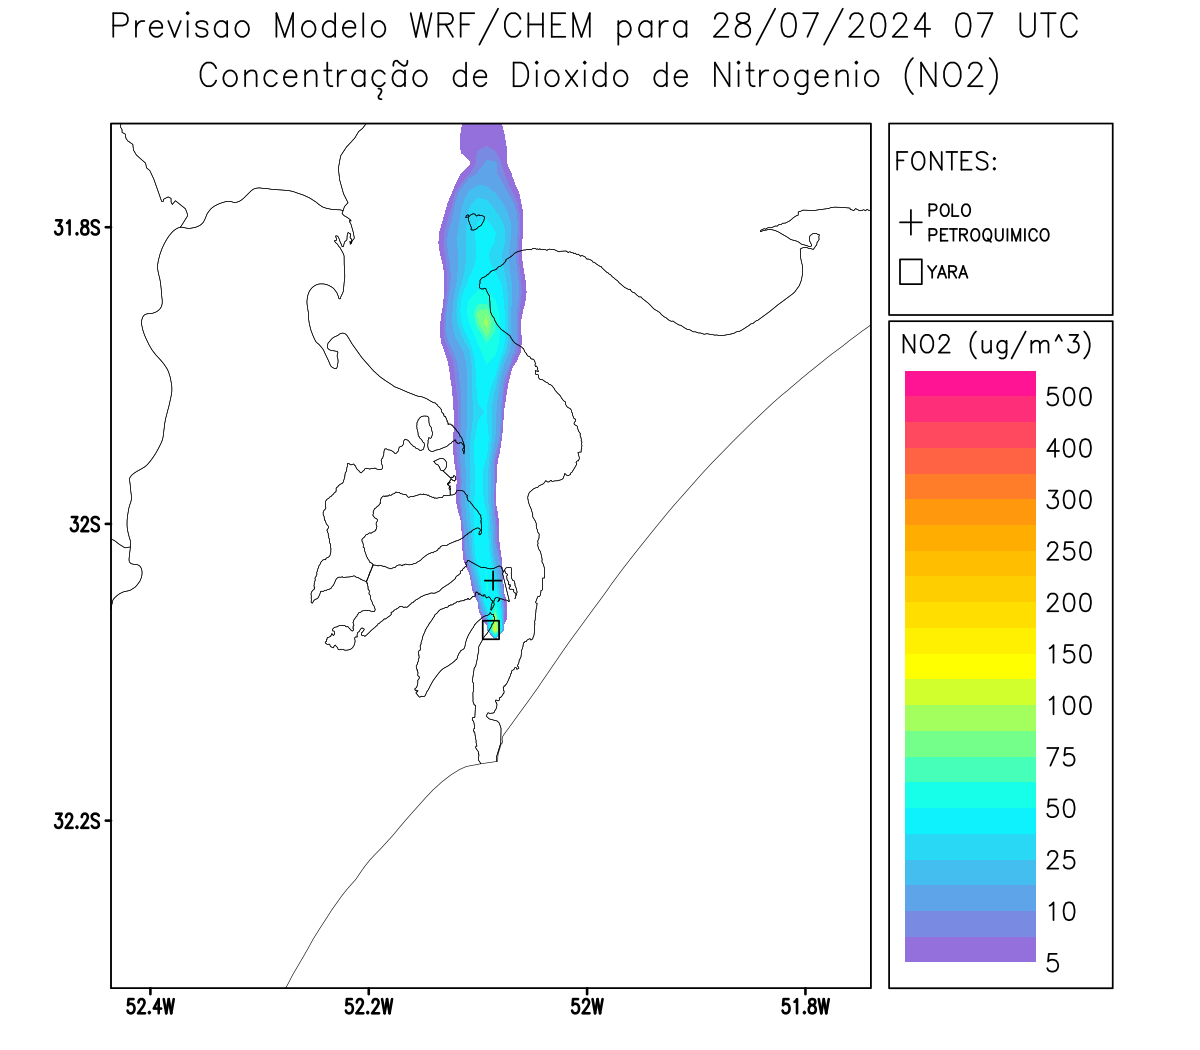 Previsao Modelo WRF/CHEM para 28/07/2024 07 UTC
Concentração de Dioxido de Nitrogenio (NO2)
FONTES:
POLO
PETROQUIMICO
YARA
NO2 (ug/m^3)
500
400
300
250
200
150
100
75
50
25
10
5
31.8S
32S
32.2S
52.4W
52.2W
52W
51.8W